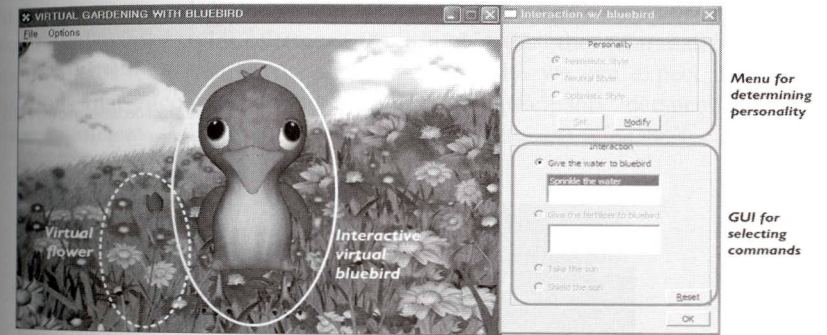 VIRTUAL GARDENING WITH BLUEBIRD
File Options
Virtual
flower
Interactive
virtual
bluebird
Interaction w/ bluebird
Personality
Pessimistic Style
Neutral Style
Optimistic Style
Set Modify
Interaction
Give the water to bluebird
Sprinkle the water
Give the fertilizer to bluebird
Take the sun
Shield the sun
Reset
OK
Menu for
determining
personality
GUI for
selecting
commands